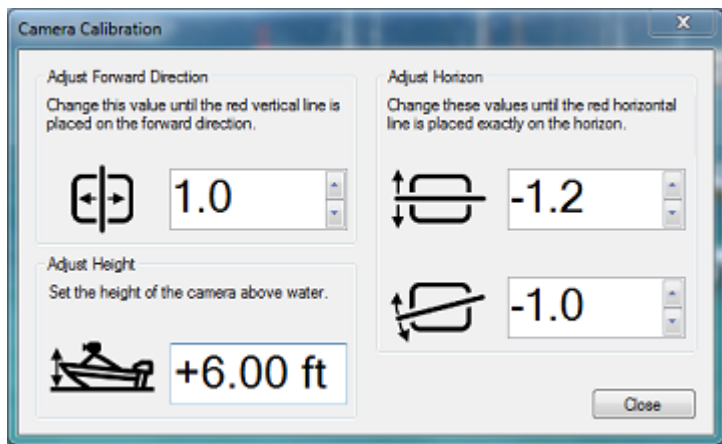 Camera Calibration
Adjust Forward Direction
Change this value until the red vertical line is
placed on the forward direction.
1.0
Adjust Height
Set the height of the camera above water.
+6.00 ft
Adjust Horizon
Change these values until the red horizontal
line is placed exactly on the horizon.
-1.2
-1.0
Close